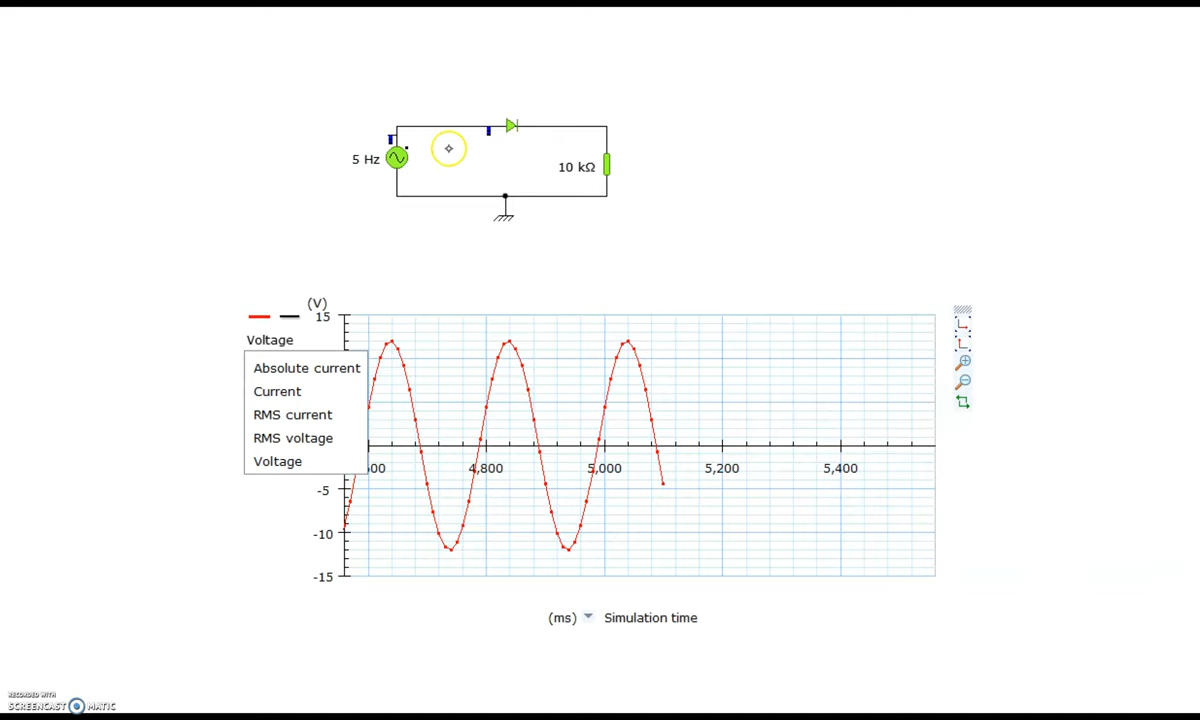 5 Hz
10 kΩ
(V)
15
Voltage
Absolute current
Current
RMS current
RMS voltage
Voltage
00
4,800
5,000
5,200
5,400
-5
-10
-15
(ms)
Simulation time
RECORDED WITH
SCREENCAST MATIC